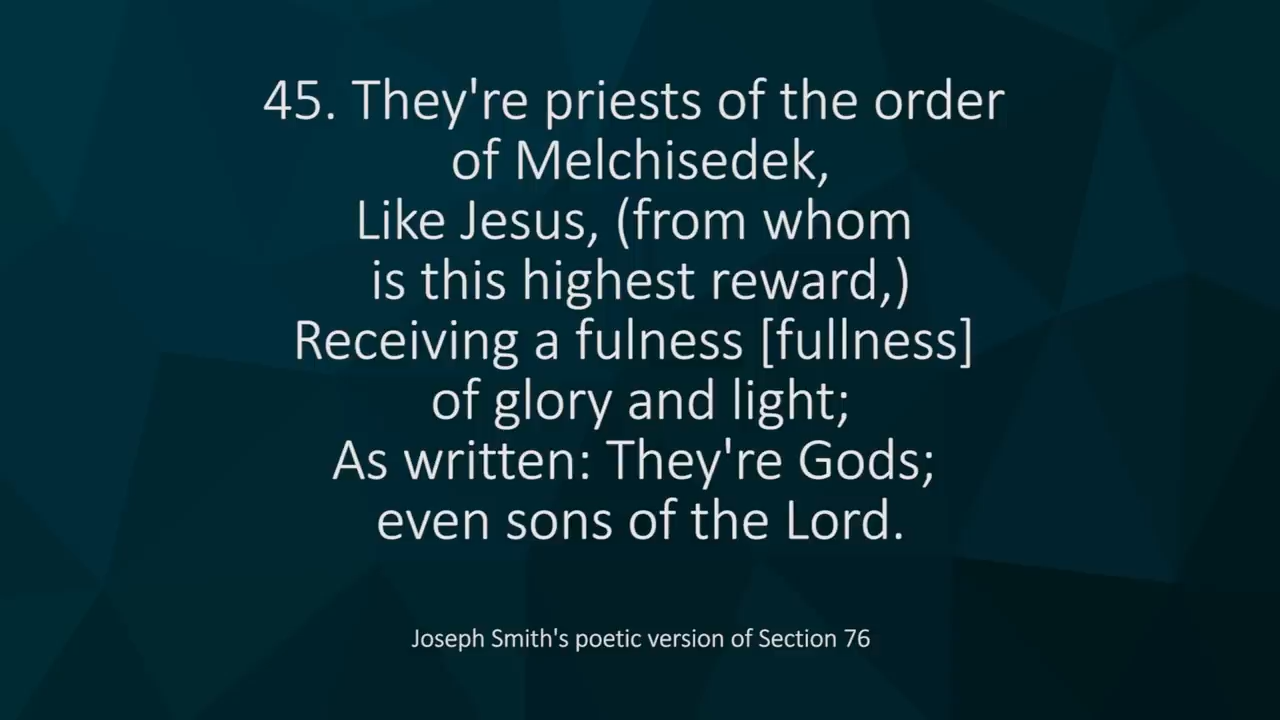 45. They're priests of the order
of Melchisedek,
Like Jesus, (from whom
is this highest reward,)
Receiving a fulness [fullness]
of glory and light;
As written: They're Gods;
even sons of the Lord.
Joseph Smith's poetic version of Section 76